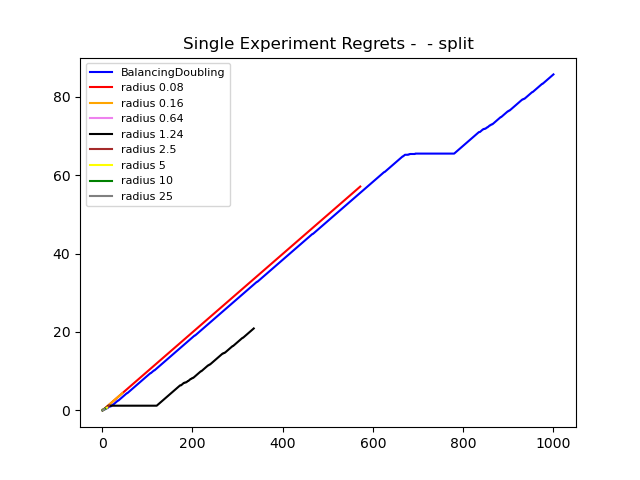 Single Experiment Regrets -  - split
BalancingDoubling
radius 0.08
radius 0.16
radius 0.64
radius 1.24
radius 2.5
radius 5
radius 10
radius 25
80
60
40
20
0
0 200 400 600 800 1000